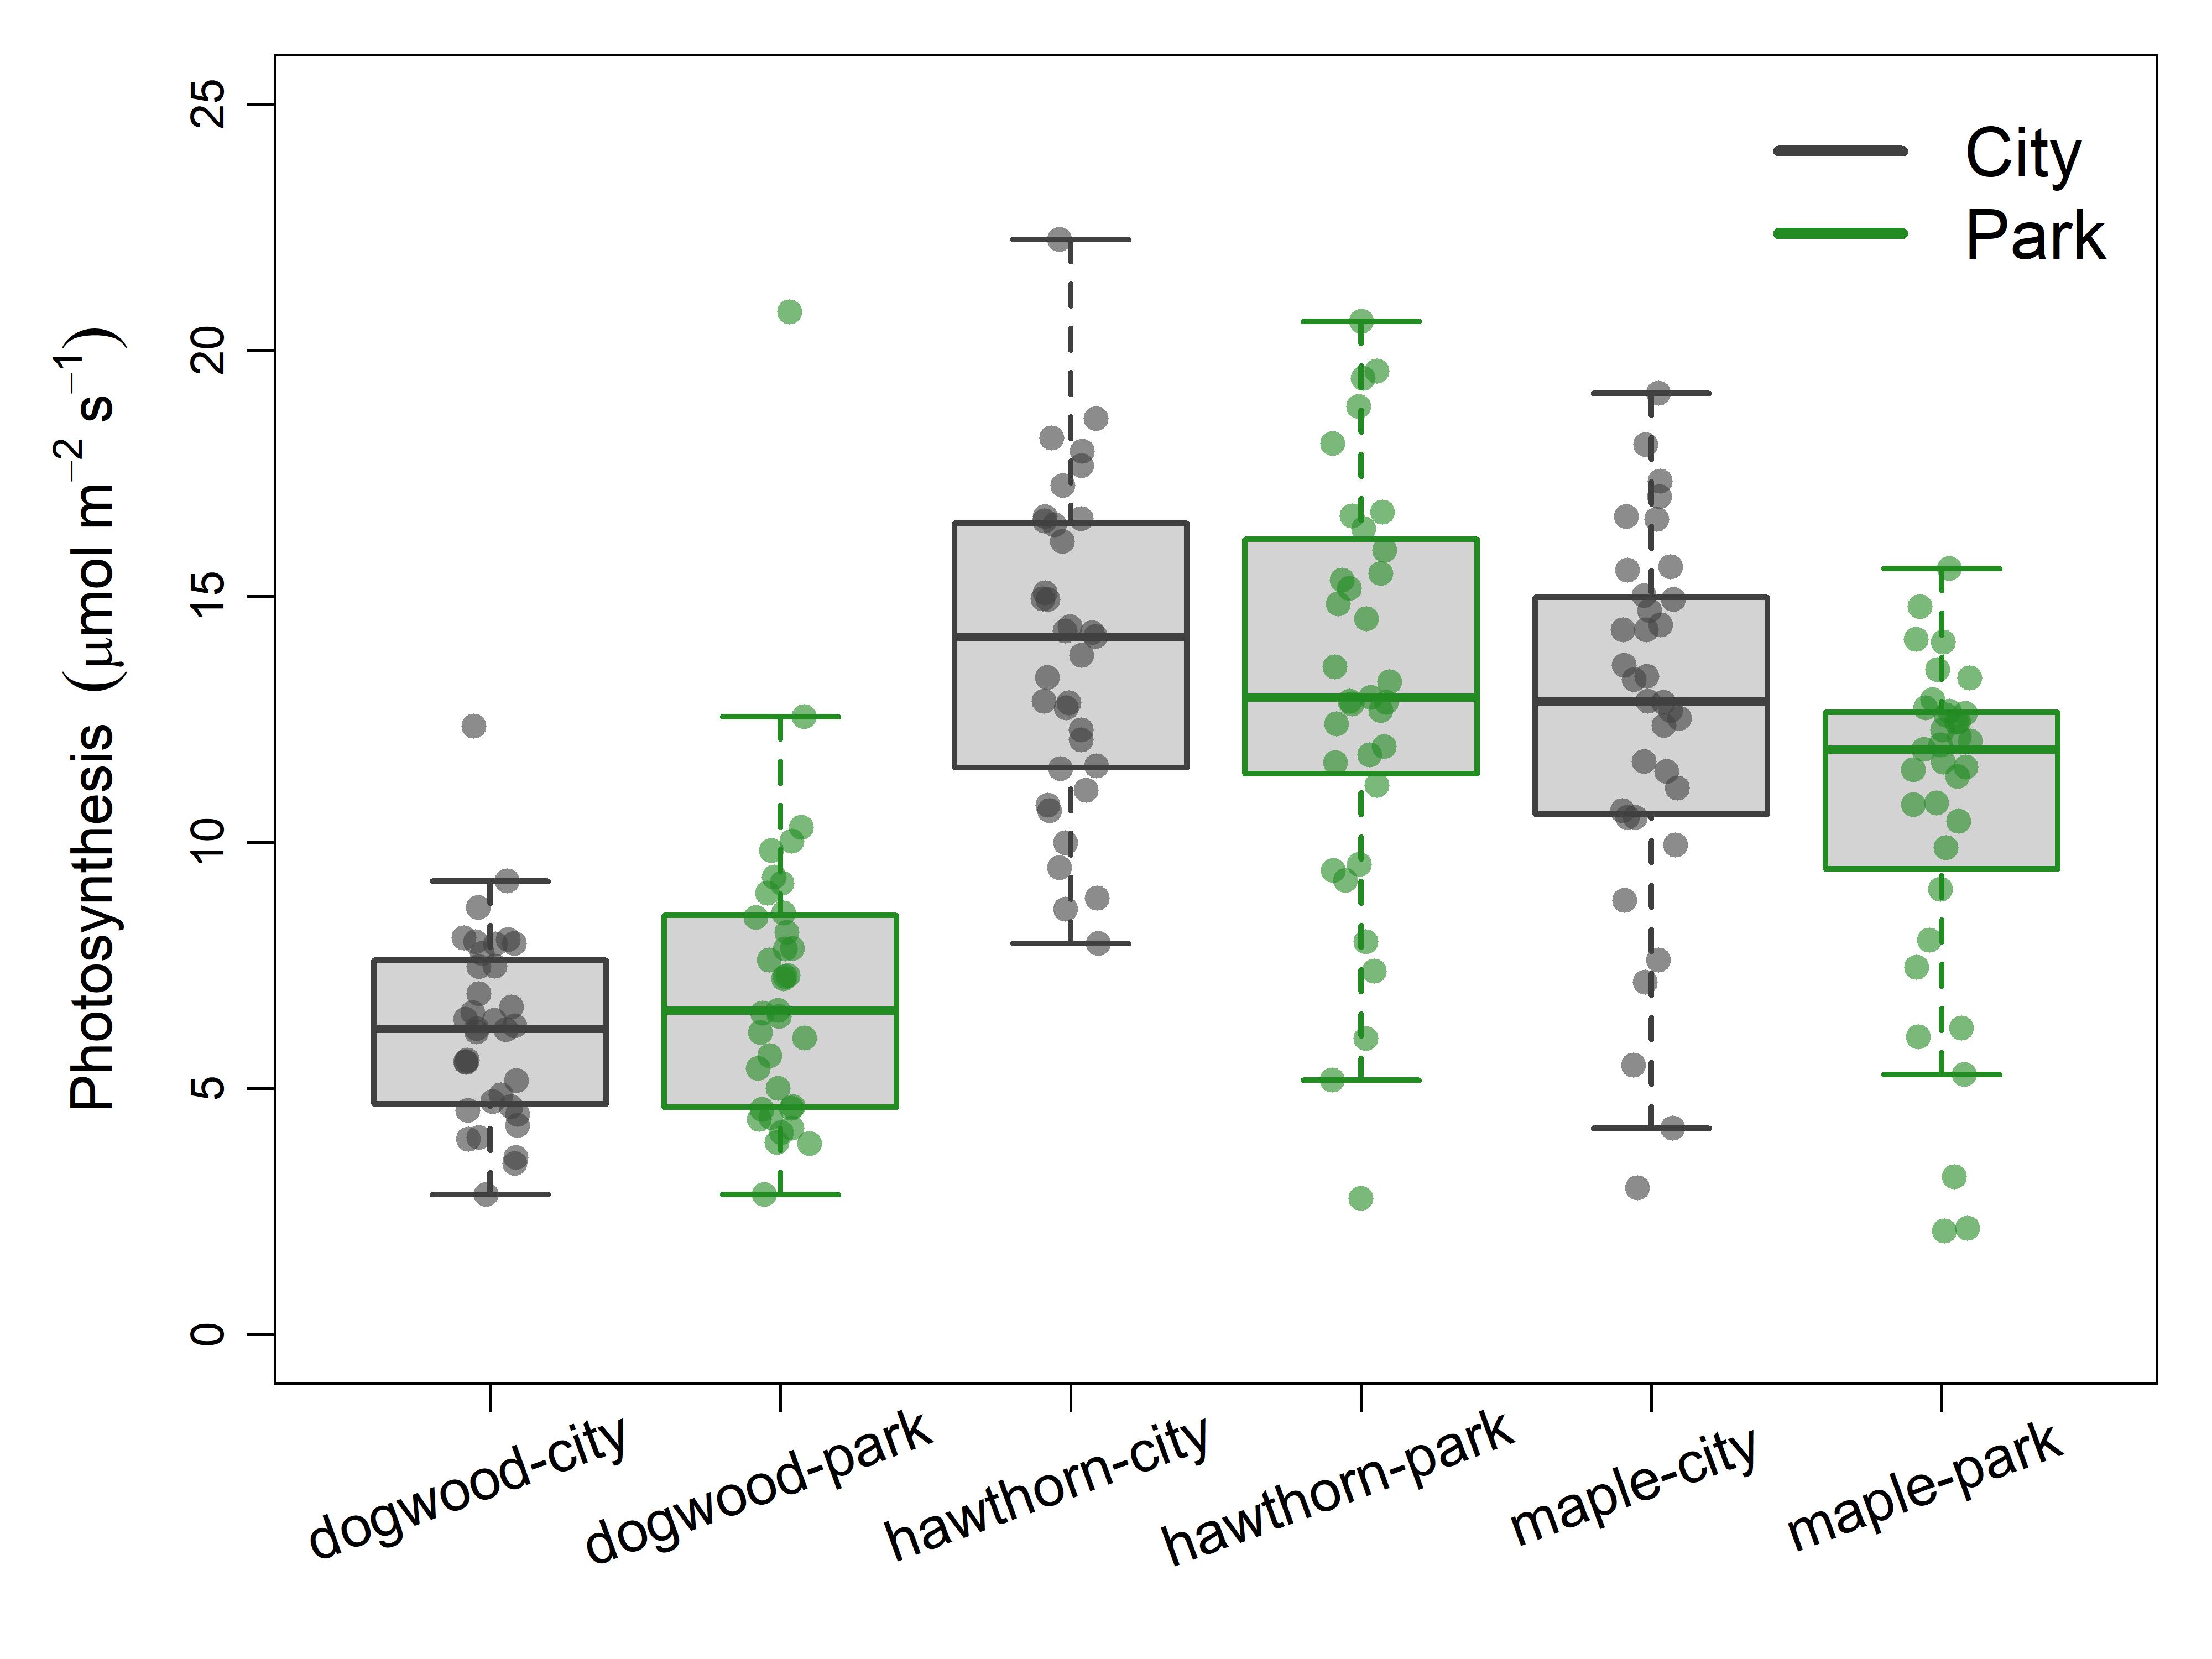 City
Park
Photosynthesis (μmol m⁻² s⁻¹)
25
20
15
10
5
0
dogwood-city
dogwood-park
hawthorn-city
hawthorn-park
maple-city
maple-park